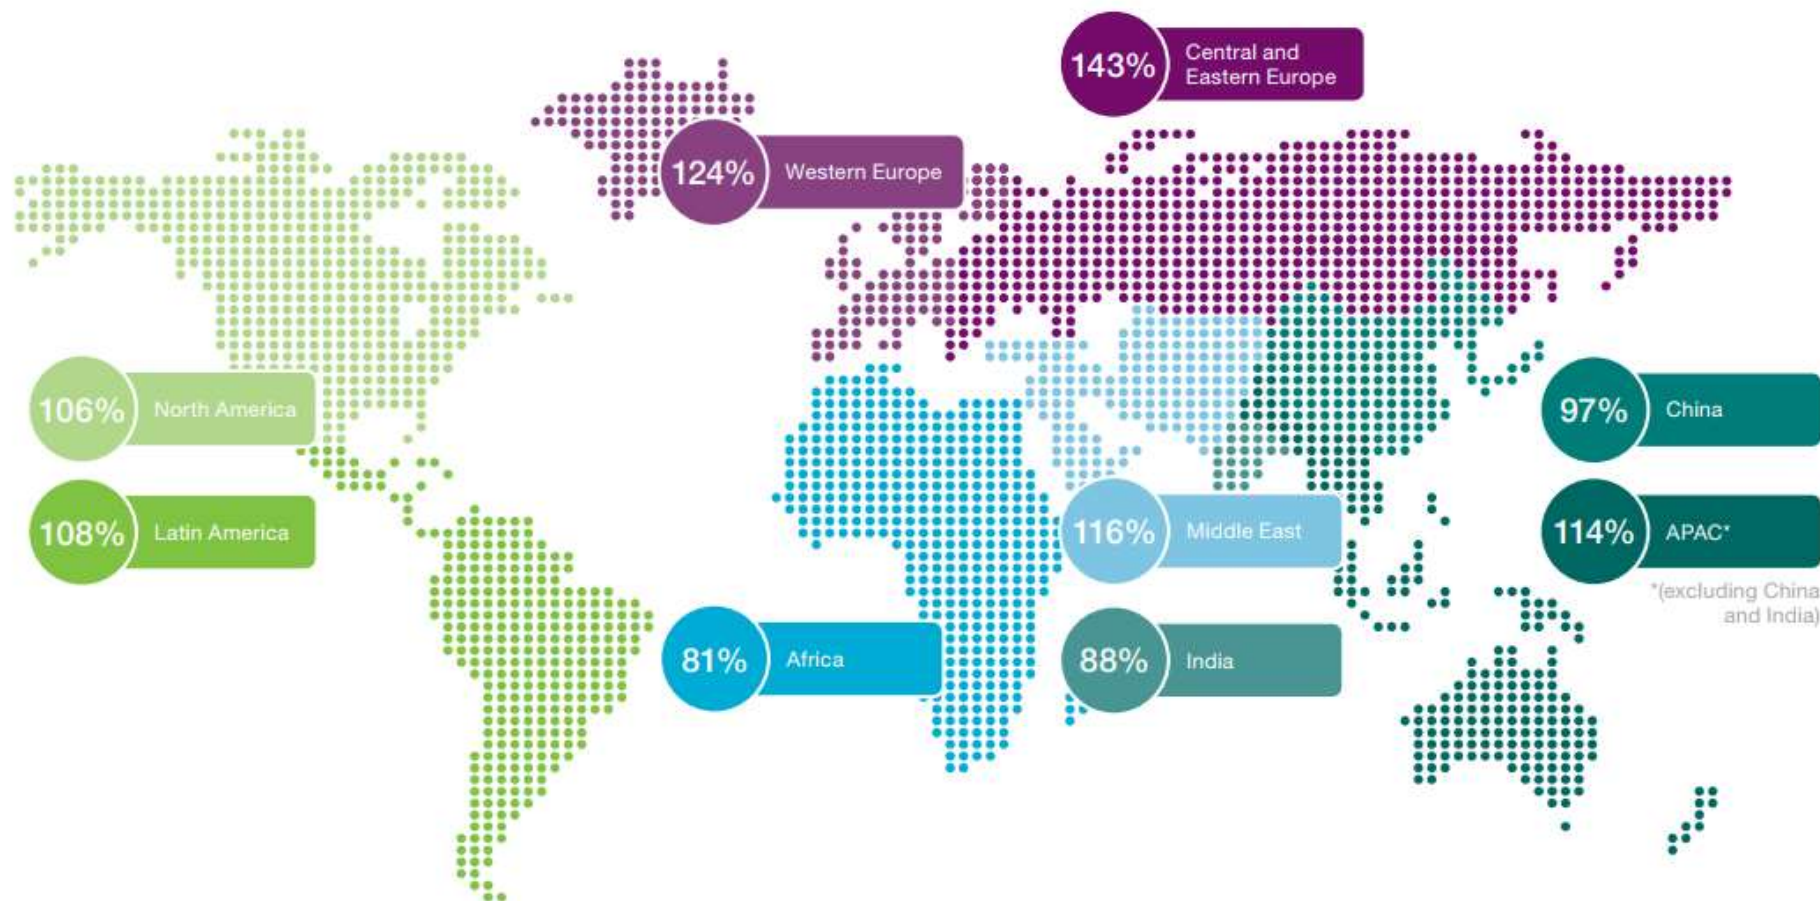 143%
Central and
Eastern Europe
124%
Western Europe
106%
North America
97%
China
108%
Latin America
116%
Middle East
114%
APAC*
*(excluding China
and India)
81%
Africa
88%
India